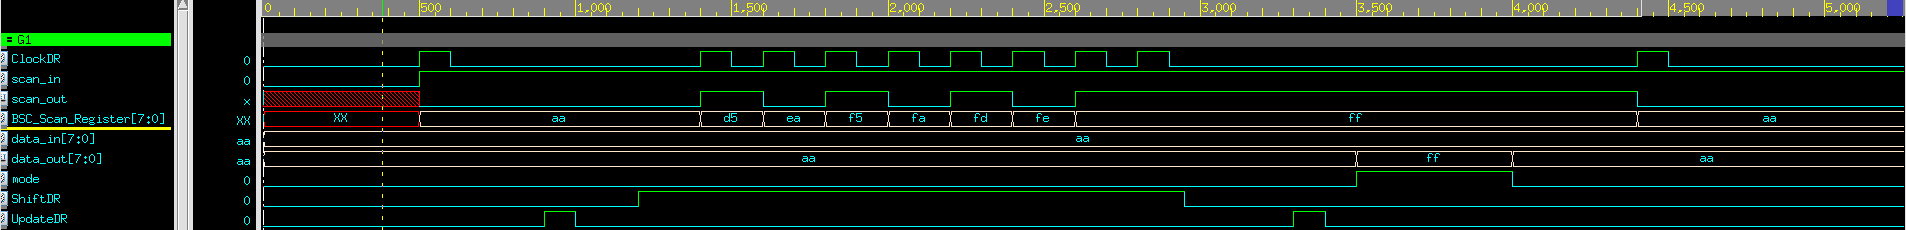 0 500 1,000 1,500 2,000 2,500 3,000 3,500 4,000 4,500 5,000
= G1
ClockDR 0
scan_in 0
scan_out x
BSC_Scan_Register[7:0] XX XX aa d5 ea f5 fa fd fe ff aa
data_in[7:0] aa aa
data_out[7:0] aa aa ff aa
mode 0
ShiftDR 0
UpdateDR 0